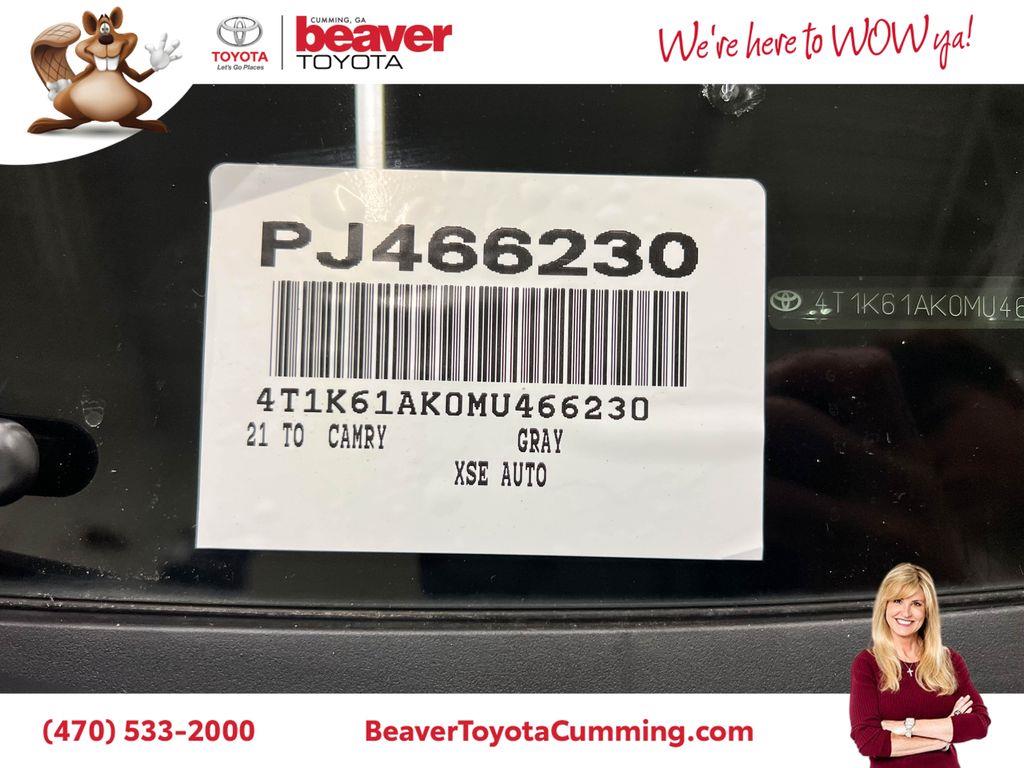 CUMMING, GA
TOYOTA
Let's Go Places
beaver
TOYOTA
We're here to WOW ya!
PJ466230
4T1K61AK0MU46
4T1K61AK0MU466230
21 TO CAMRY GRAY
XSE AUTO
(470) 533-2000
BeaverToyotaCumming.com